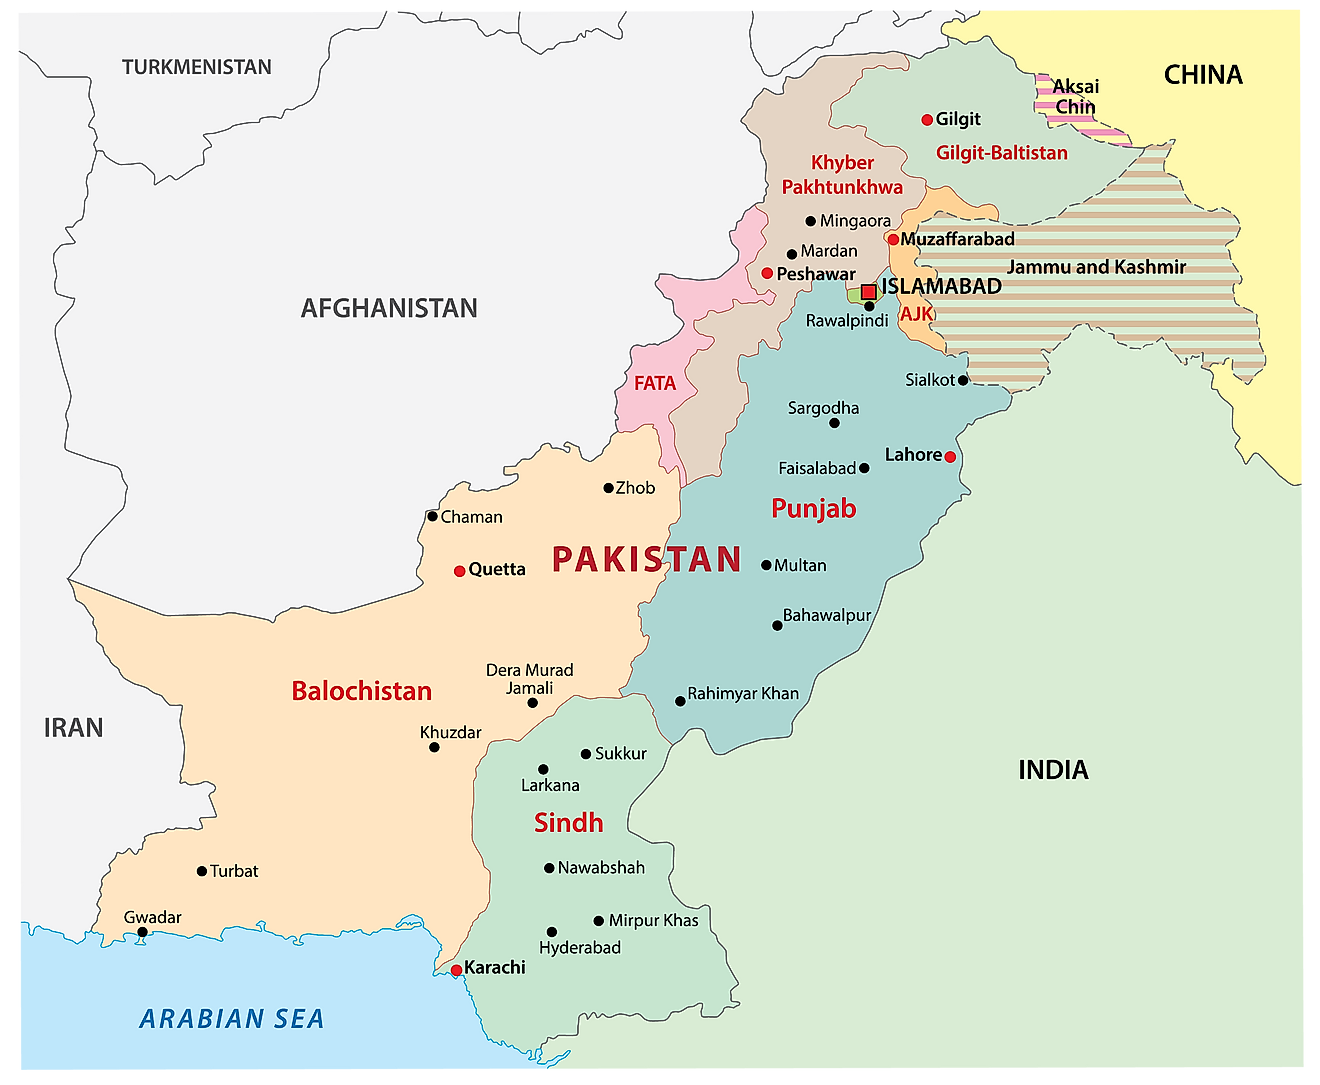 TURKMENISTAN
CHINA
Aksai
Chin
Gilgit
Gilgit-Baltistan
Khyber
Pakhtunkhwa
Mingaora
Muzaffarabad
Mardan
Jammu and Kashmir
Peshawar
ISLAMABAD
AFGHANISTAN
AJK
Rawalpindi
FATA
Sialkot
Sargodha
Lahore
Faisalabad
Zhob
Punjab
Chaman
PAKISTAN
Quetta
Multan
Bahawalpur
Dera Murad
Jamali
Balochistan
Rahimyar Khan
IRAN
Khuzdar
Sukkur
INDIA
Larkana
Sindh
Turbat
Nawabshah
Gwadar
Mirpur Khas
Hyderabad
Karachi
ARABIAN SEA